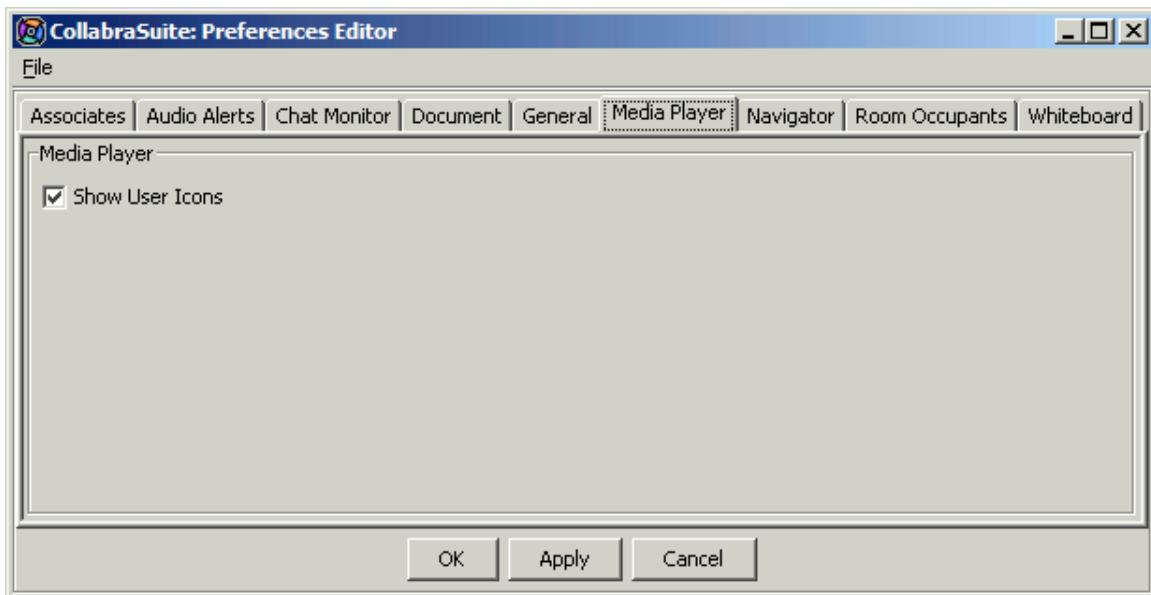 CollabraSuite: Preferences Editor
File
Associates Audio Alerts Chat Monitor Document General Media Player Navigator Room Occupants Whiteboard
Media Player
Show User Icons
OK Apply Cancel